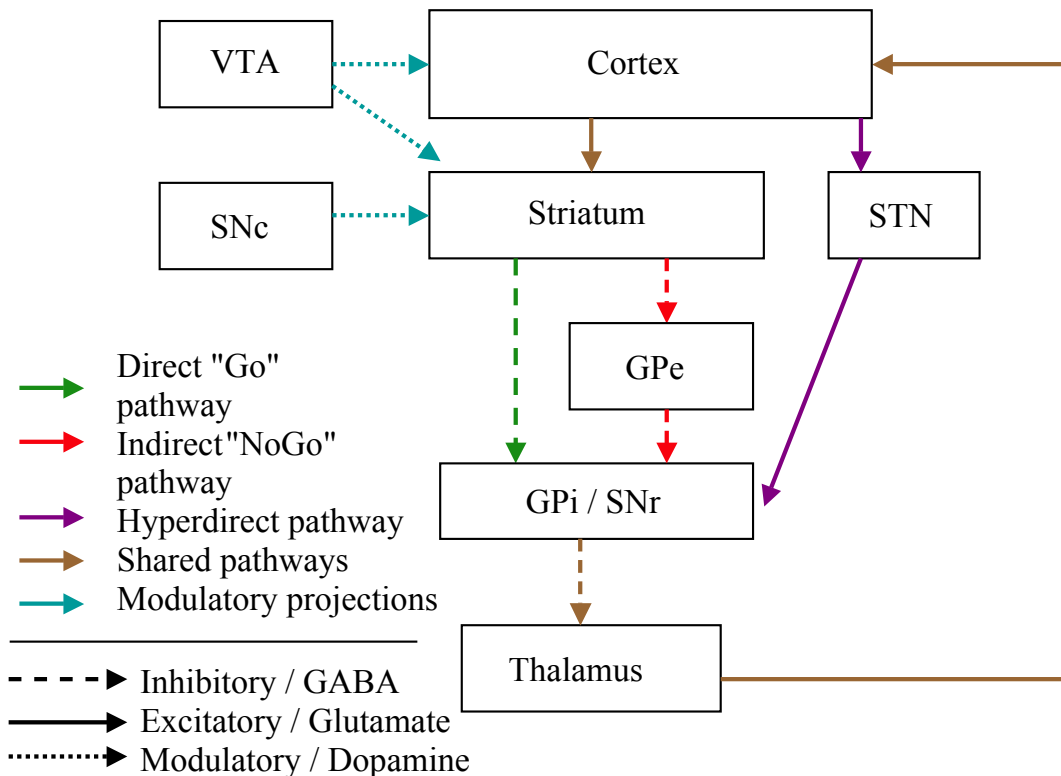 VTA
Cortex
SNc
Striatum
STN
GPe
Direct "Go"
pathway
Indirect"NoGo"
pathway
GPi / SNr
Hyperdirect pathway
Shared pathways
Modulatory projections
Thalamus
Inhibitory / GABA
Excitatory / Glutamate
Modulatory / Dopamine